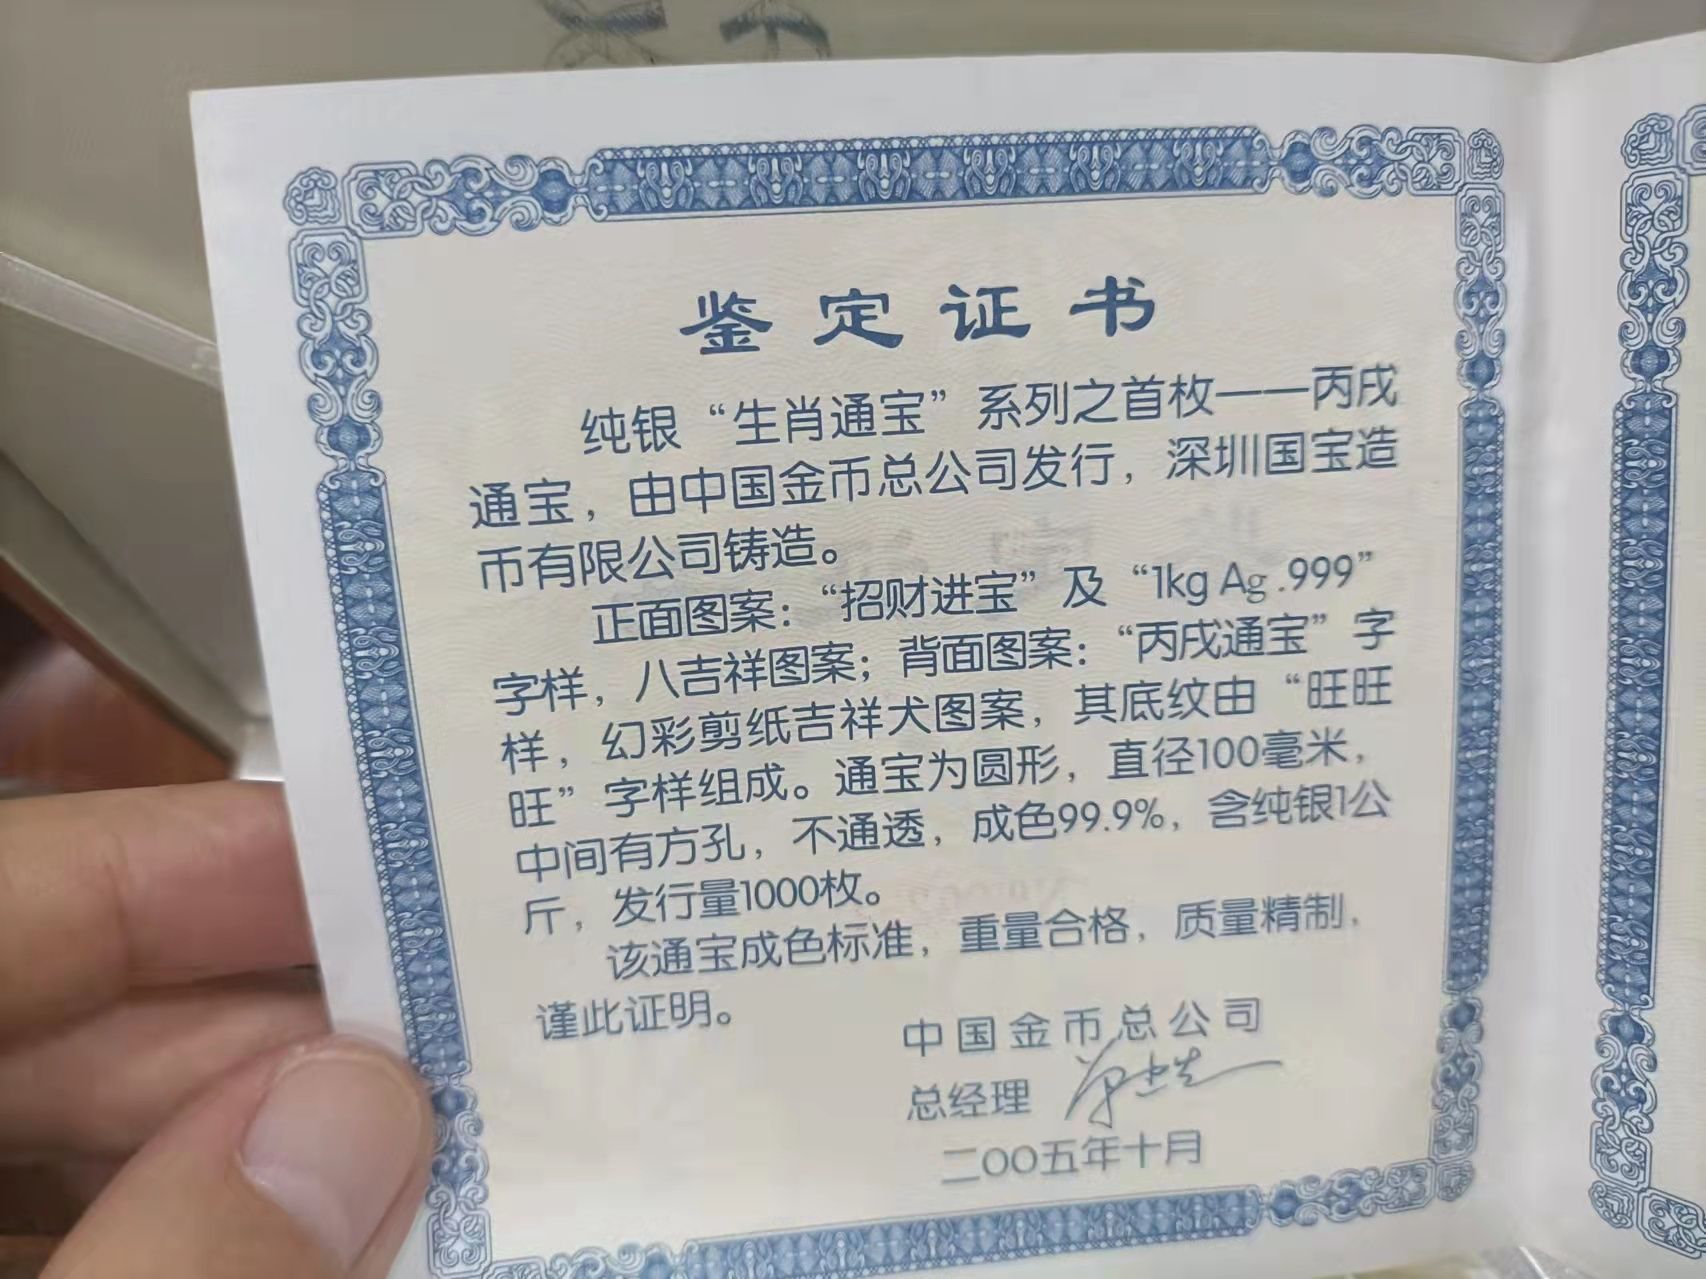 鉴定证书
纯银“生肖通宝”系列之首枚——丙戌
通宝，由中国金币总公司发行，深圳国宝造
币有限公司铸造。
正面图案：“招财进宝”及“1kg Ag .999”
字样，八吉祥图案；背面图案：“丙戌通宝”字
样，幻彩剪纸吉祥犬图案，其底纹由“旺旺
旺”字样组成。通宝为圆形，直径100毫米，
中间有方孔，不通透，成色99.9%，含纯银1公
斤，发行量1000枚。
该通宝成色标准，重量合格，质量精制，
谨此证明。
中国金币总公司
总经理
二〇〇五年十月